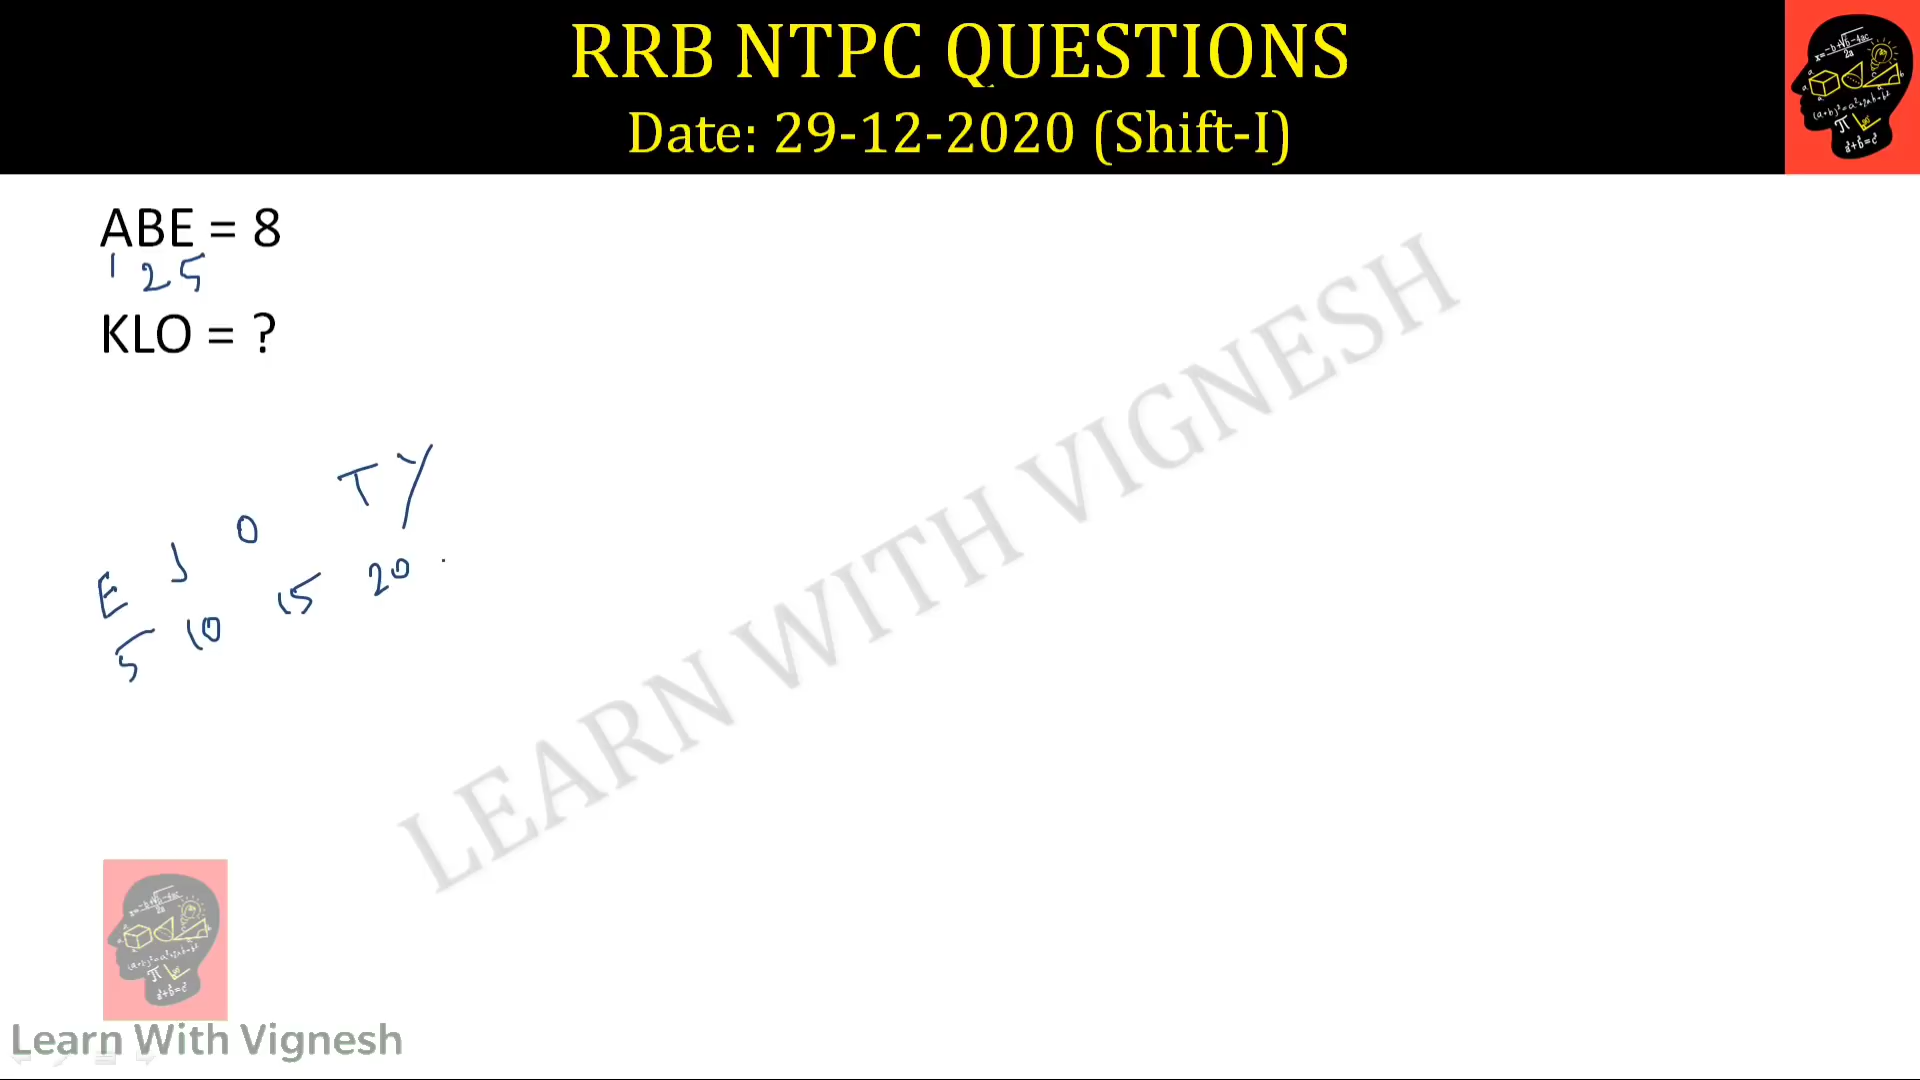 RRB NTPC QUESTIONS
Date: 29-12-2020 (Shift-I)
ABE = 8
1 2 5
KLO = ?
E J O T Y
5 10 15 20 .
LEARN WITH VIGNESH
Learn With Vignesh